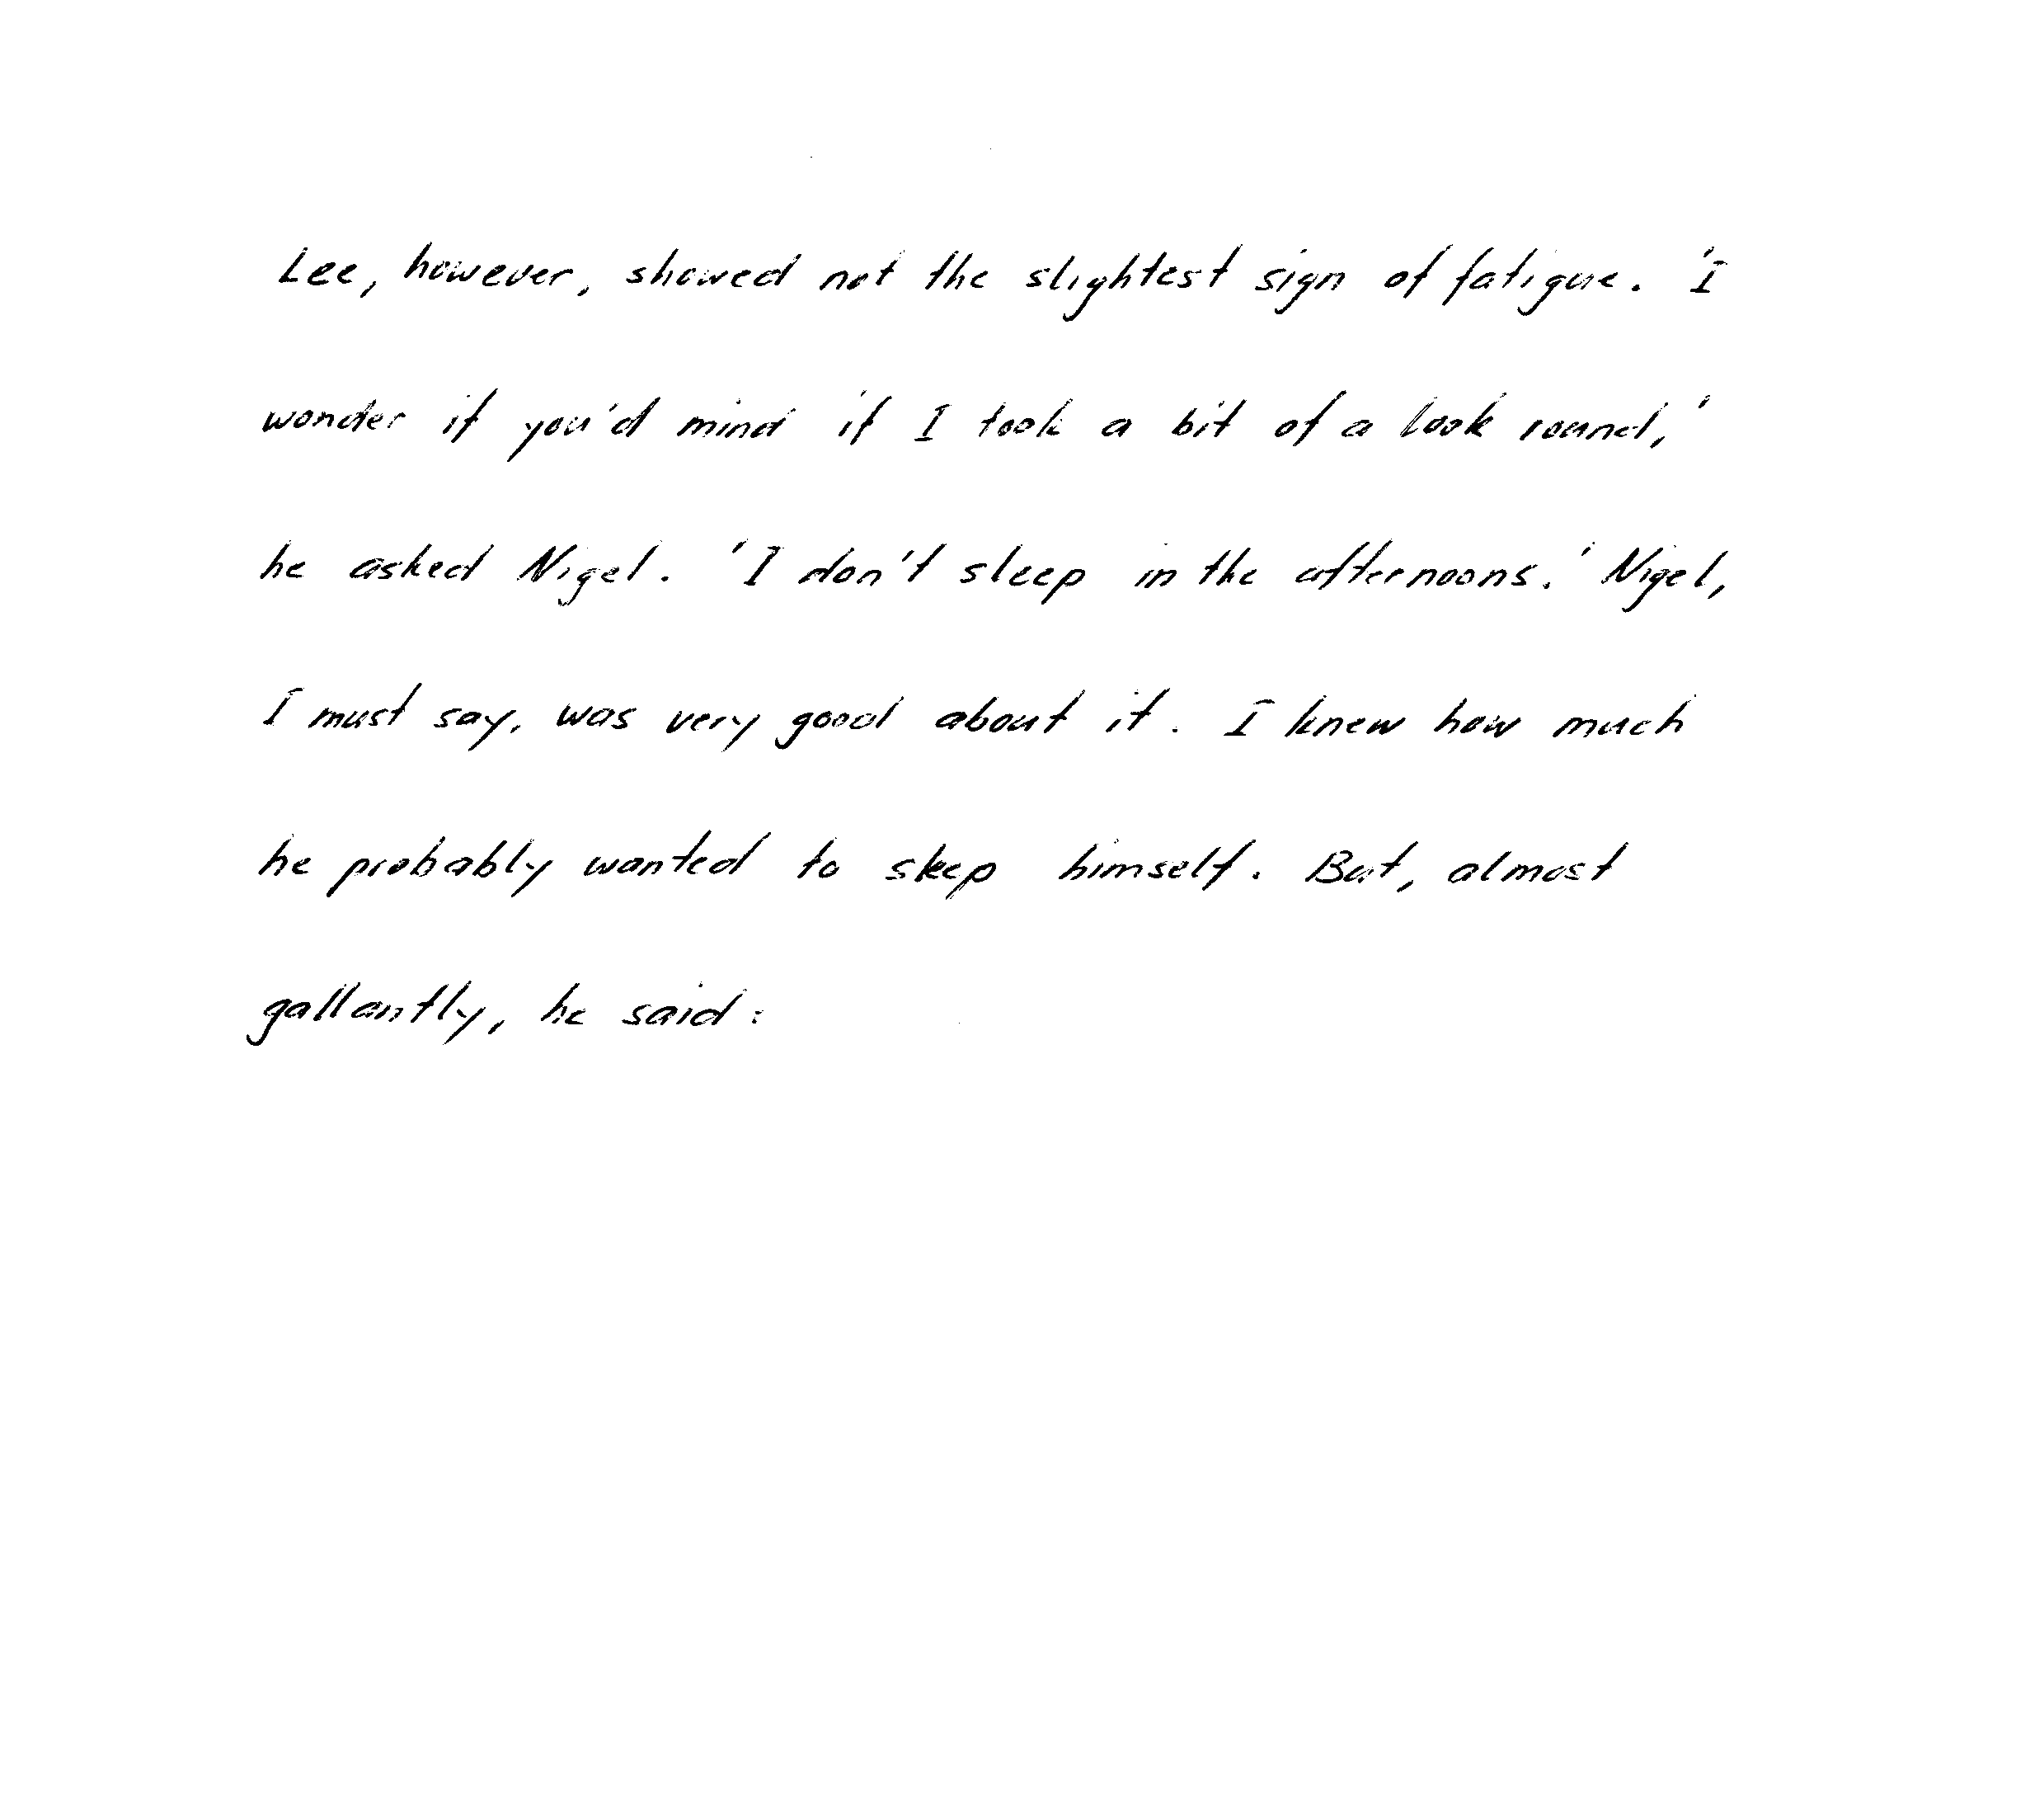 Lee, however, showed not the slightest sign of fatigue. 'I
wonder if you'd mind if I took a bit of a look round,'
he asked Nigel. 'I don't sleep in the afternoons.' Nigel,
I must say, was very good about it. I knew how much
he probably wanted to sleep himself. But, almost
gallantly, he said: